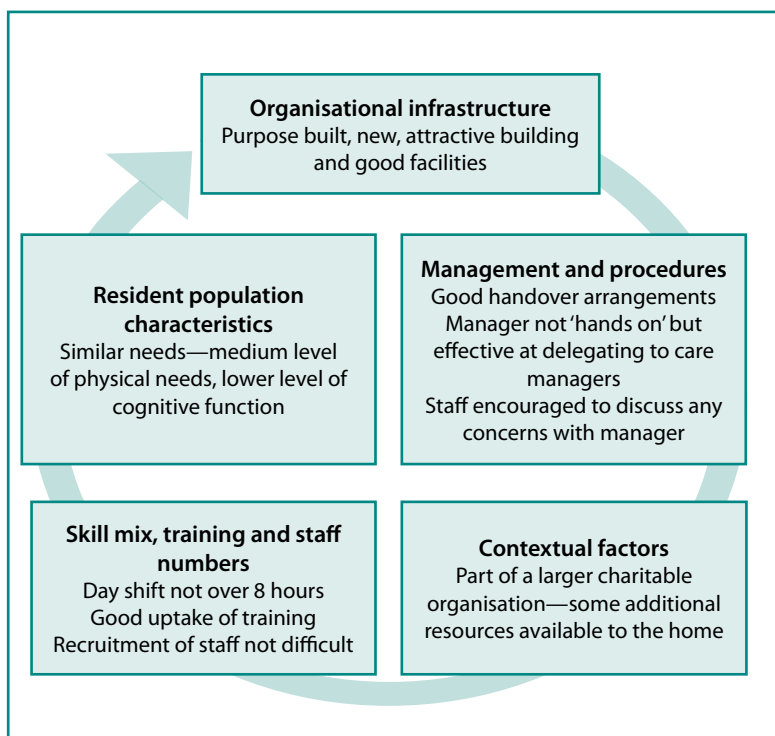 Organisational infrastructure
Purpose built, new, attractive building
and good facilities
Management and procedures
Good handover arrangements
Manager not ‘hands on’ but
effective at delegating to care
managers
Staff encouraged to discuss any
concerns with manager
Contextual factors
Part of a larger charitable
organisation—some additional
resources available to the home
Skill mix, training and staff
numbers
Day shift not over 8 hours
Good uptake of training
Recruitment of staff not difficult
Resident population
characteristics
Similar needs—medium level
of physical needs, lower level of
cognitive function